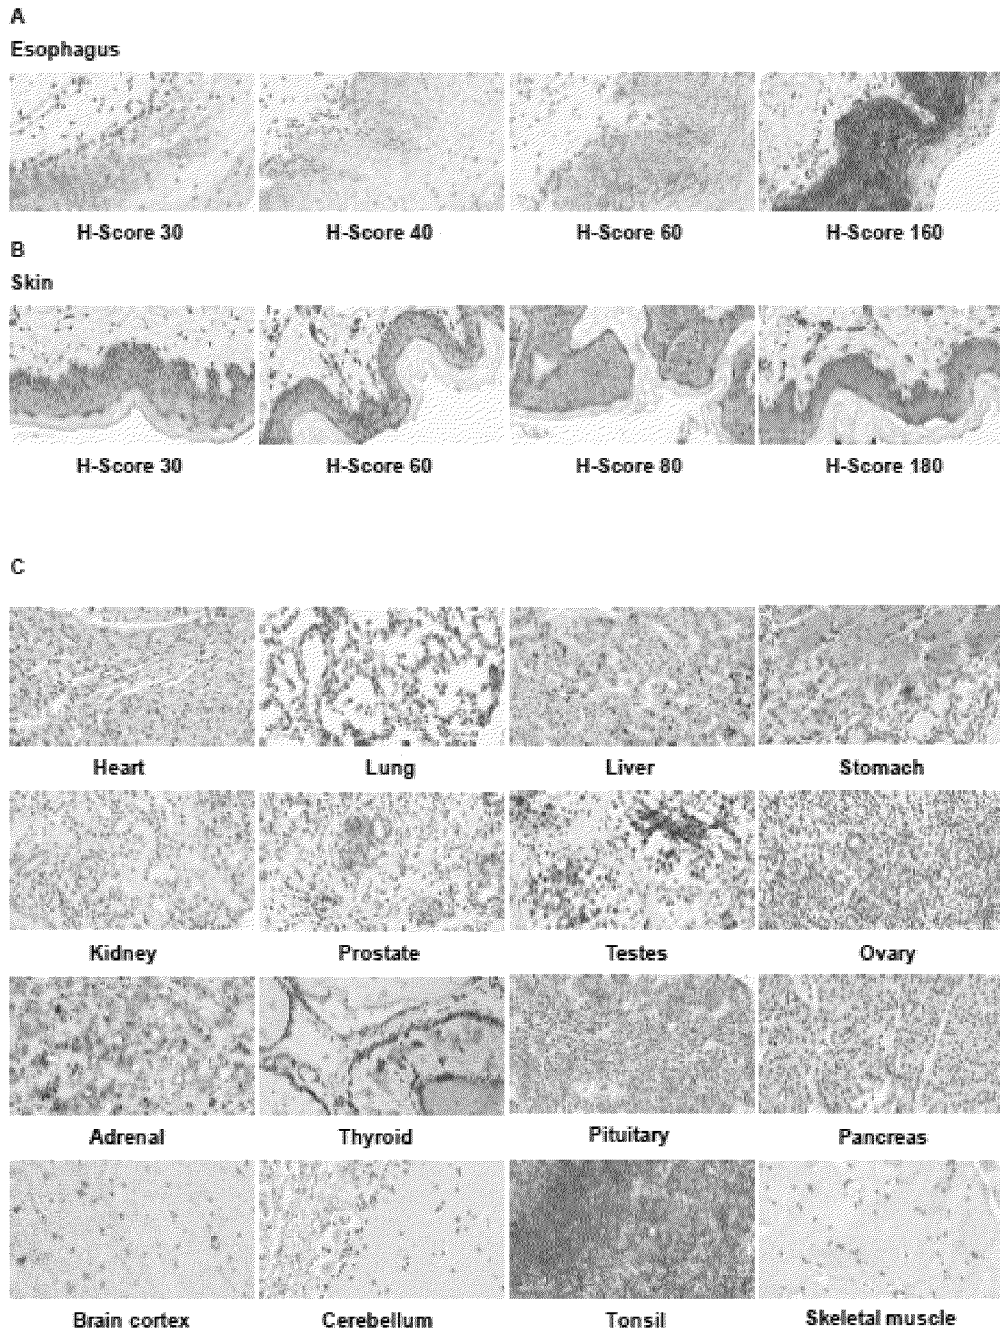 A
Esophagus
H-Score 30 H-Score 40 H-Score 60 H-Score 160
B
Skin
H-Score 30 H-Score 60 H-Score 80 H-Score 180
C
Heart Lung Liver Stomach
Kidney Prostate Testes Ovary
Adrenal Thyroid Pituitary Pancreas
Brain cortex Cerebellum Tonsil Skeletal muscle